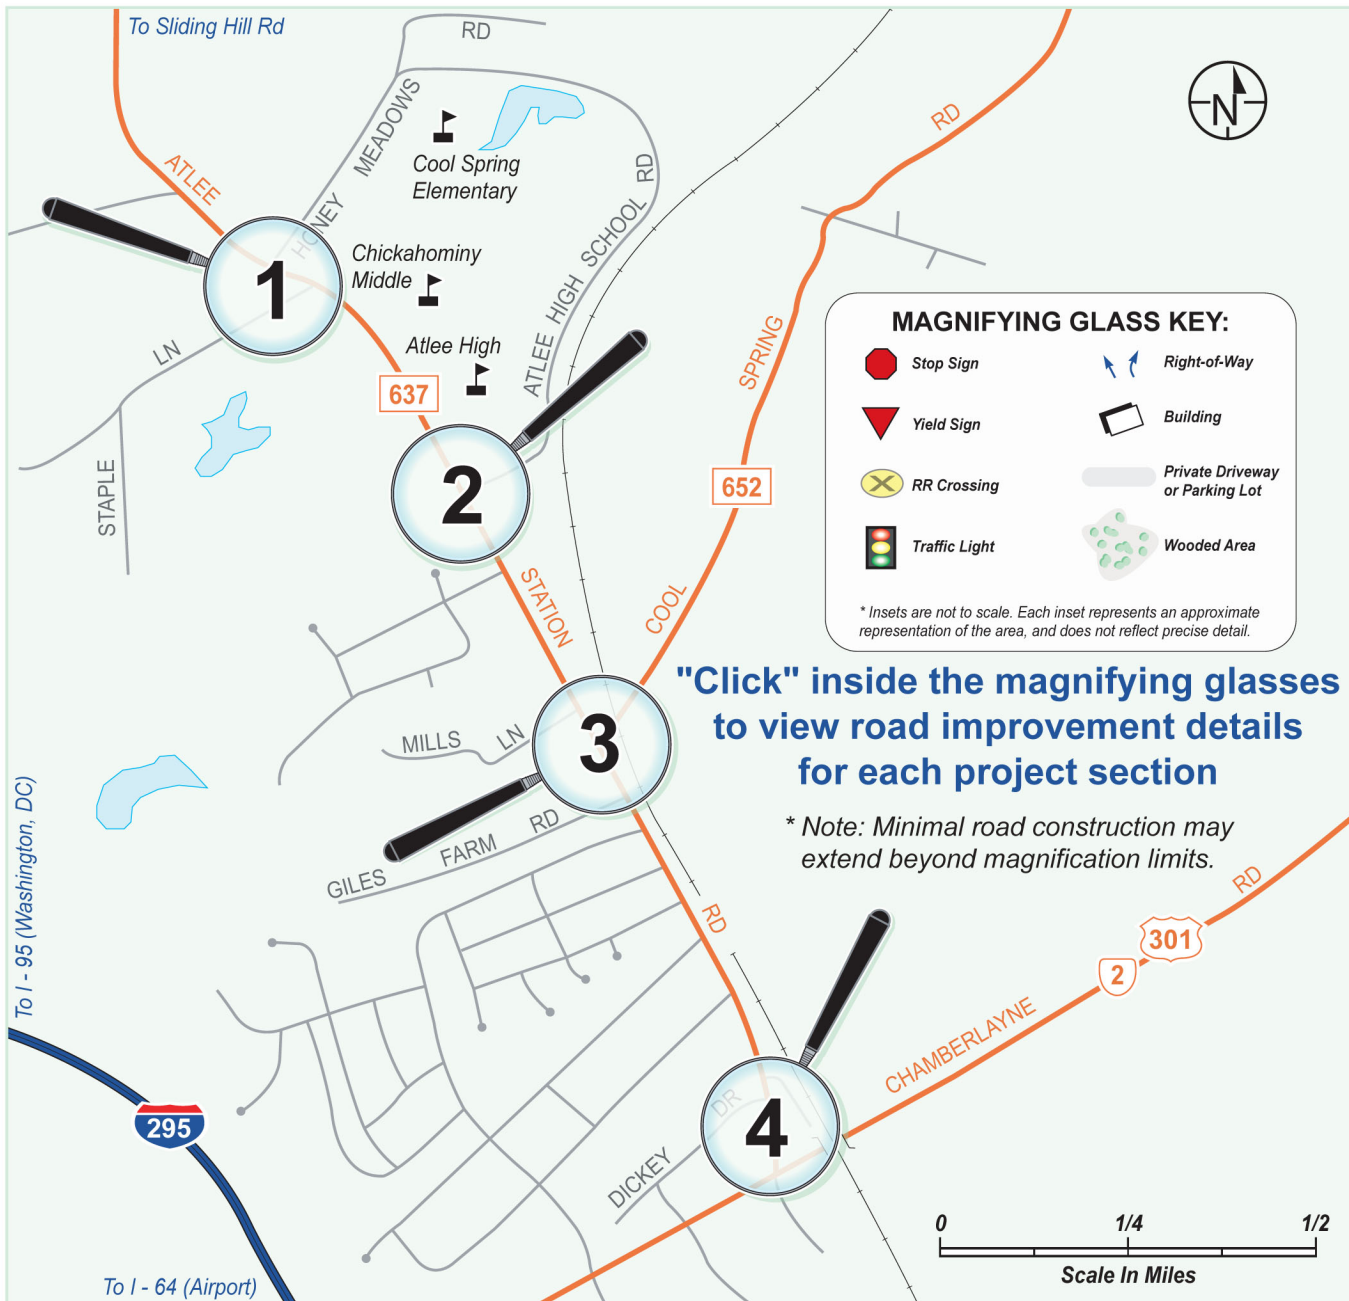 To Sliding Hill Rd
RD
ATLEE
HONEY MEADOWS
Cool Spring
Elementary
RD
N
RD
Chickahominy
Middle
1
ATLEE HIGH SCHOOL RD
Atlee High
LN
637
STAPLE
2
SPRING
652
COOL
STATION
MAGNIFYING GLASS KEY:
Stop Sign
Right-of-Way
Yield Sign
Building
RR Crossing
Private Driveway
or Parking Lot
Traffic Light
Wooded Area
* Insets are not to scale. Each inset represents an approximate
representation of the area, and does not reflect precise detail.
"Click" inside the magnifying glasses
to view road improvement details
for each project section
* Note: Minimal road construction may
extend beyond magnification limits.
MILLS LN
3
GILES FARM RD
RD
RD
301
2
CHAMBERLAYNE
To I - 95 (Washington, DC)
295
DICKEY DR
4
To I - 64 (Airport)
0 1/4 1/2
Scale In Miles